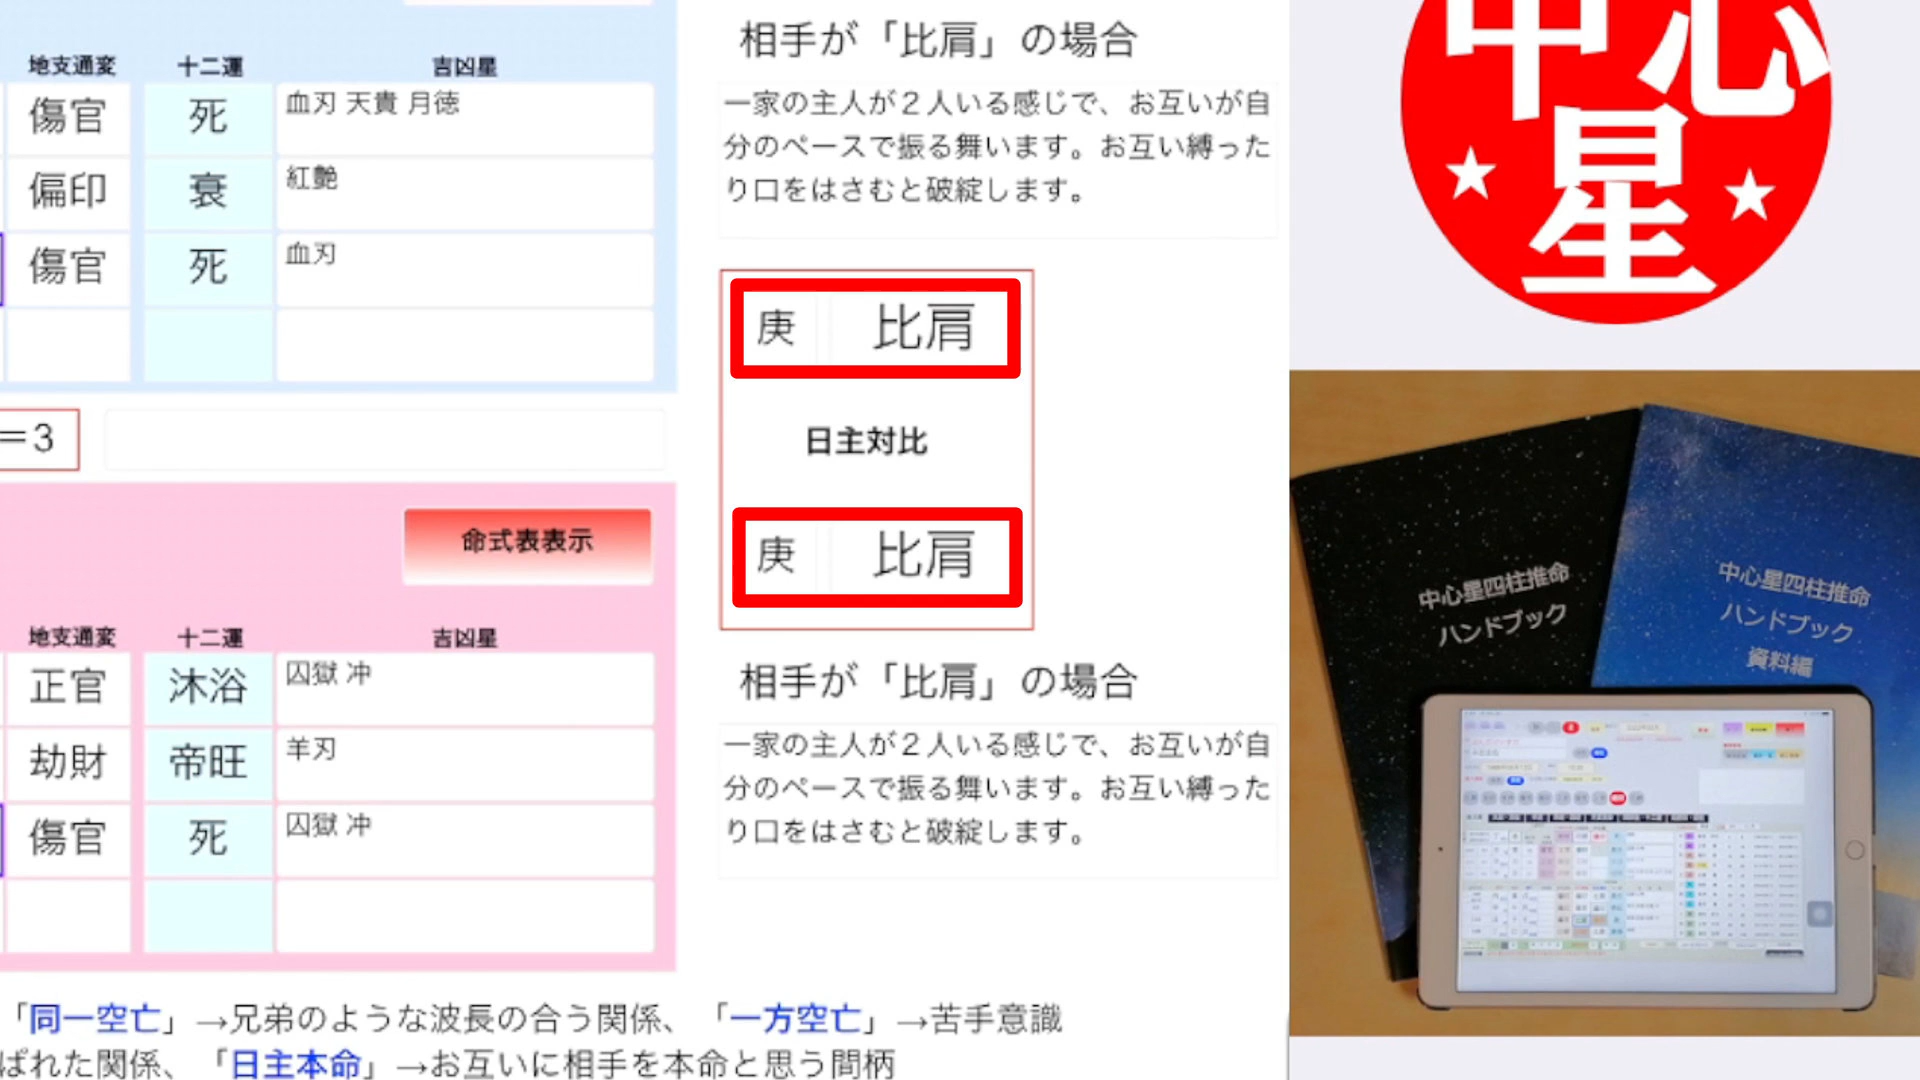 地支通変 十二運 吉凶星
傷官 死 血刃 天貴 月徳
偏印 衰 紅艶
傷官 死 血刃
＝3
命式表表示
地支通変 十二運 吉凶星
正官 沐浴 囚獄 冲
劫財 帝旺 羊刃
傷官 死 囚獄 冲
相手が「比肩」の場合
一家の主人が２人いる感じで、お互いが自
分のペースで振る舞います。お互い縛った
り口をはさむと破綻します。
庚 比肩
日主対比
庚 比肩
相手が「比肩」の場合
一家の主人が２人いる感じで、お互いが自
分のペースで振る舞います。お互い縛った
り口をはさむと破綻します。
「同一空亡」→兄弟のような波長の合う関係、「一方空亡」→苦手意識
ぱれた関係、「日主本命」→お互いに相手を本命と思う間柄
中心
★星★
中心星四柱推命
ハンドブック
中心星四柱推命
ハンドブック
資料編